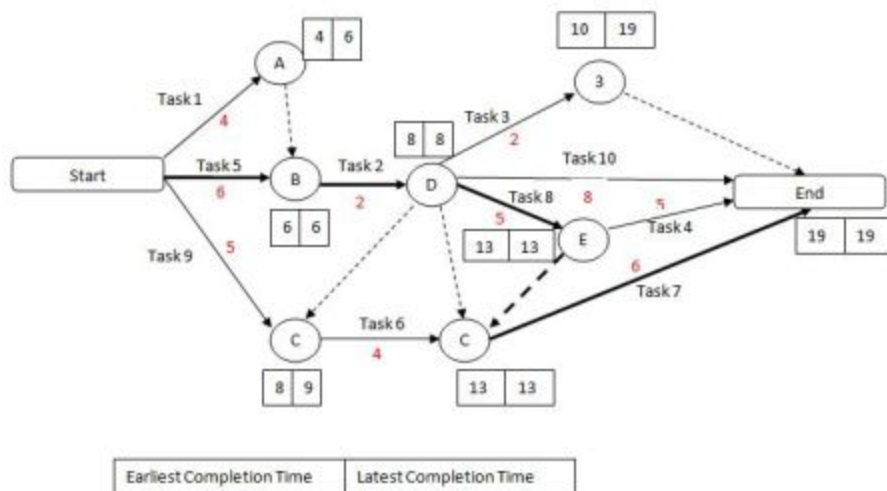 4 6
10 19
A
3
Task 1
4
Task 3
2
8 8
Task 10
Start
Task 5
6
B
Task 2
2
D
Task 8
5
8
5
End
6 6
13 13
E
Task 4
19 19
Task 9
5
6
Task 7
C
Task 6
4
C
8 9
13 13
Earliest Completion Time Latest Completion Time